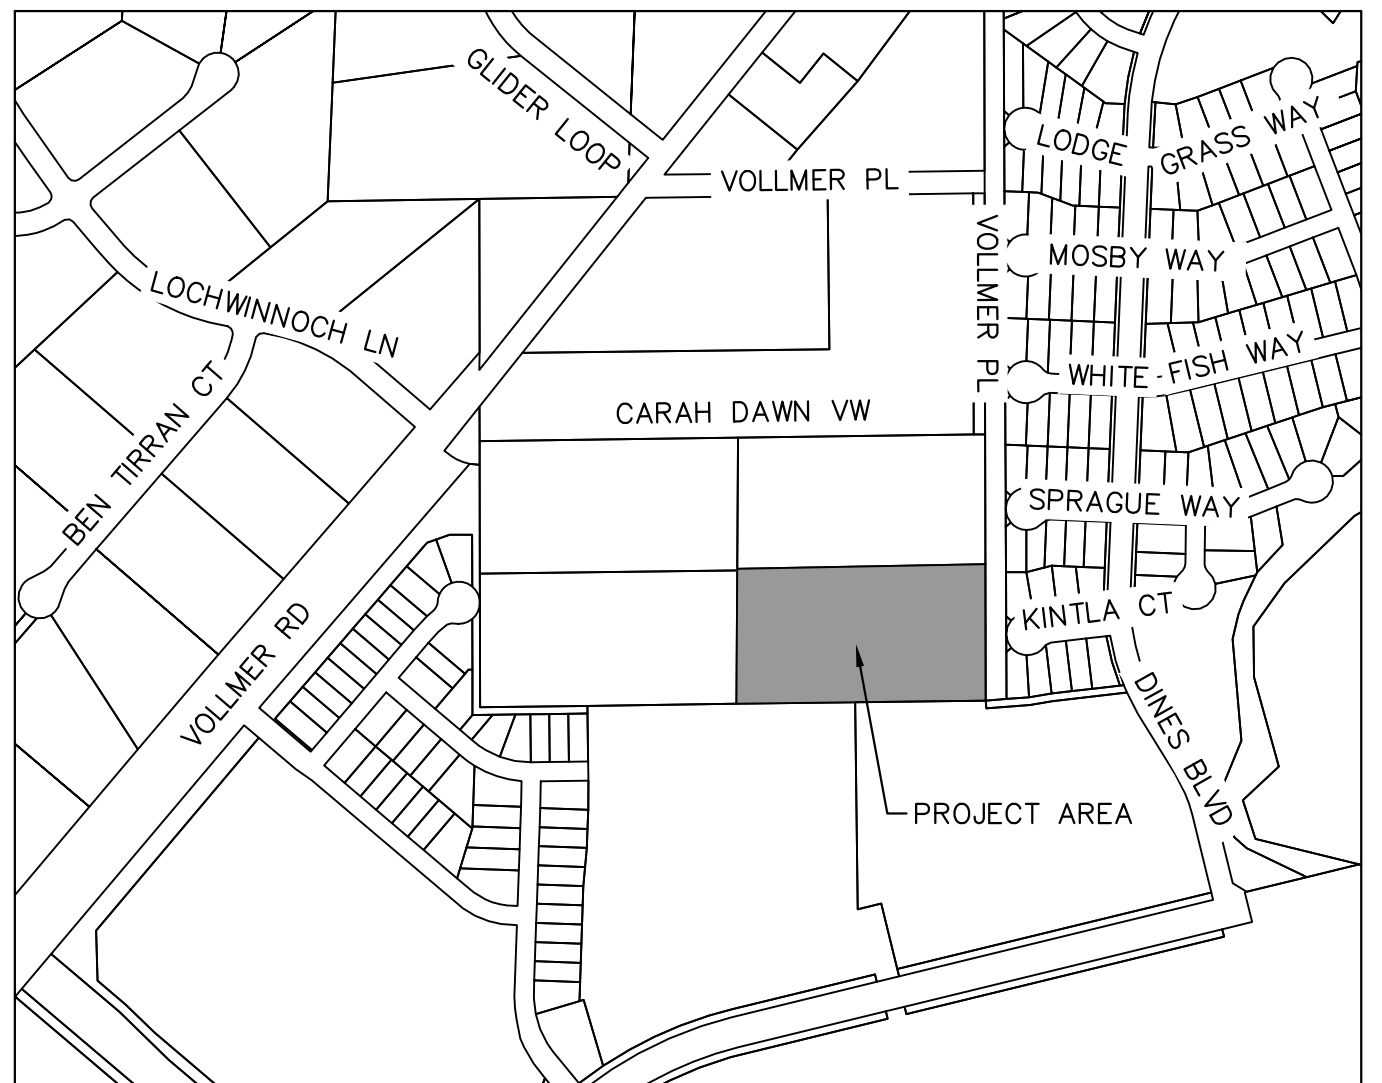 GLIDER LOOP
LODGE GRASS WAY
VOLLMER PL
VOLLMER PL
MOSBY WAY
LOCHWINNOCH LN
WHITE FISH WAY
BEN TIRRAN CT
CARAH DAWN VW
SPRAGUE WAY
KINTLA CT
VOLLMER RD
DINES BLVD
PROJECT AREA